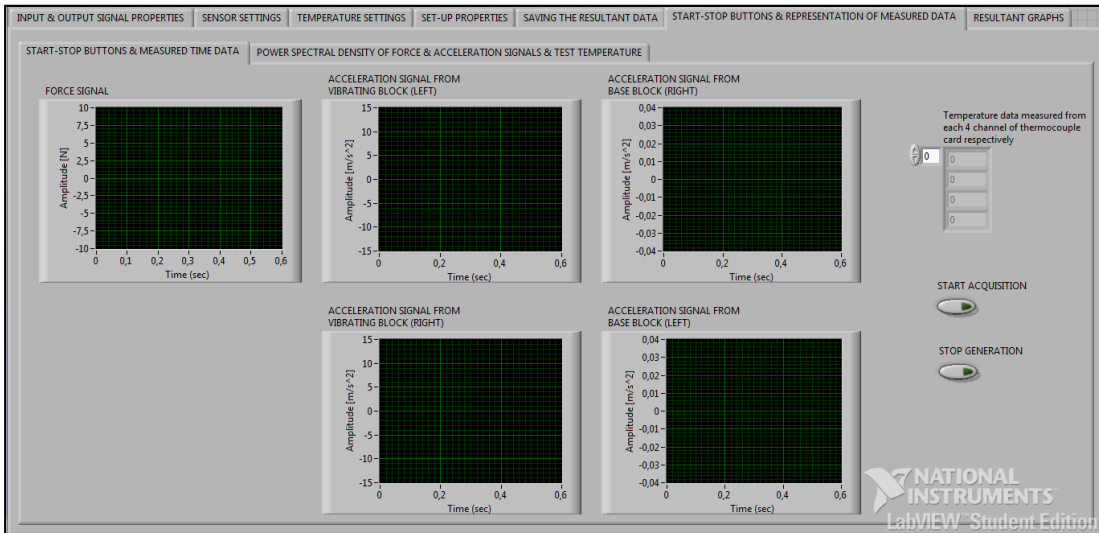 INPUT & OUTPUT SIGNAL PROPERTIES
SENSOR SETTINGS
TEMPERATURE SETTINGS
SET-UP PROPERTIES
SAVING THE RESULTANT DATA
START-STOP BUTTONS & REPRESENTATION OF MEASURED DATA
RESULTANT GRAPHS
START-STOP BUTTONS & MEASURED TIME DATA
POWER SPECTRAL DENSITY OF FORCE & ACCELERATION SIGNALS & TEST TEMPERATURE
FORCE SIGNAL
Amplitude [N]
10
7,5
5
2,5
0
-2,5
-5
-7,5
-10
0 0,1 0,2 0,3 0,4 0,5 0,6
Time (sec)
ACCELERATION SIGNAL FROM
VIBRATING BLOCK (LEFT)
Amplitude [m/s^2]
15
10
5
0
-5
-10
-15
0 0,2 0,4 0,6
Time (sec)
ACCELERATION SIGNAL FROM
BASE BLOCK (RIGHT)
Amplitude [m/s^2]
0,04
0,03
0,02
0,01
0
-0,01
-0,02
-0,03
-0,04
0 0,2 0,4 0,6
Time (sec)
Temperature data measured from
each 4 channel of thermocouple
card respectively
0
0
0
0
0
START ACQUISITION
STOP GENERATION
ACCELERATION SIGNAL FROM
VIBRATING BLOCK (RIGHT)
Amplitude [m/s^2]
15
10
5
0
-5
-10
-15
0 0,2 0,4 0,6
Time (sec)
ACCELERATION SIGNAL FROM
BASE BLOCK (LEFT)
Amplitude [m/s^2]
0,04
0,03
0,02
0,01
0
-0,01
-0,02
-0,03
-0,04
0 0,2 0,4 0,6
Time (sec)
NATIONAL
INSTRUMENTS™
LabVIEW™ Student Edition